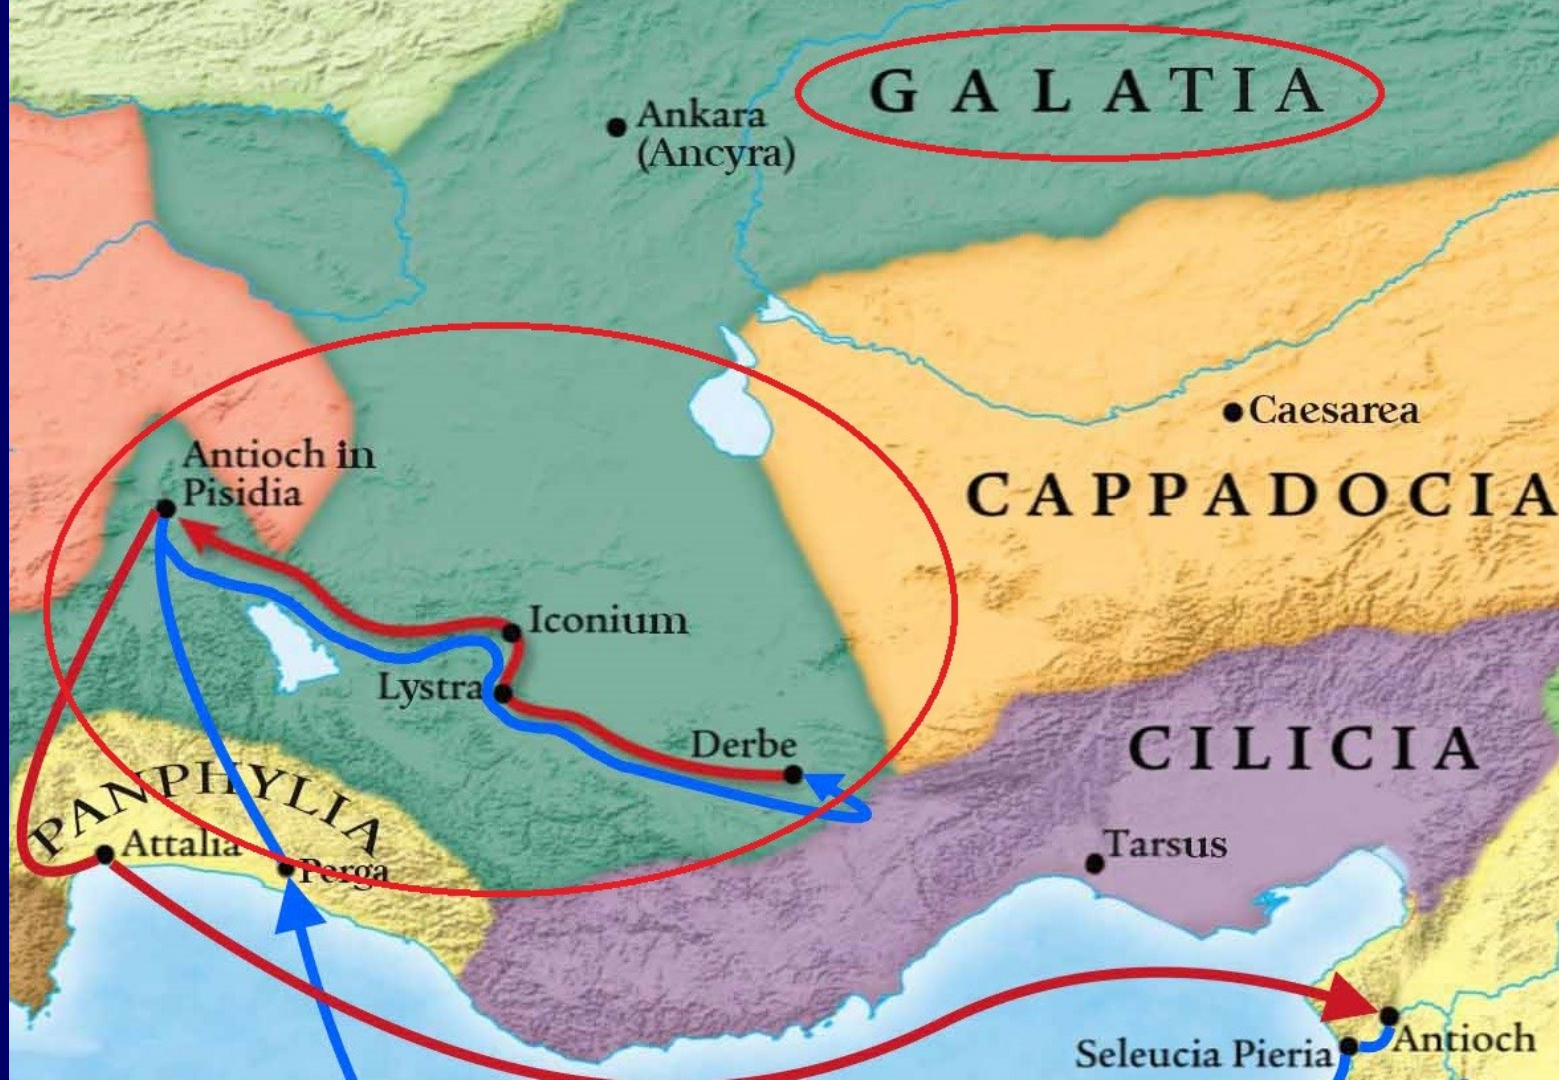 GALATIA
Ankara
(Ancyra)
Caesarea
Antioch in
Pisidia
CAPPADOCIA
Iconium
Lystra
Derbe
CILICIA
PANPHYLIA
Attalia
Perga
Tarsus
Antioch
Seleucia Pieria